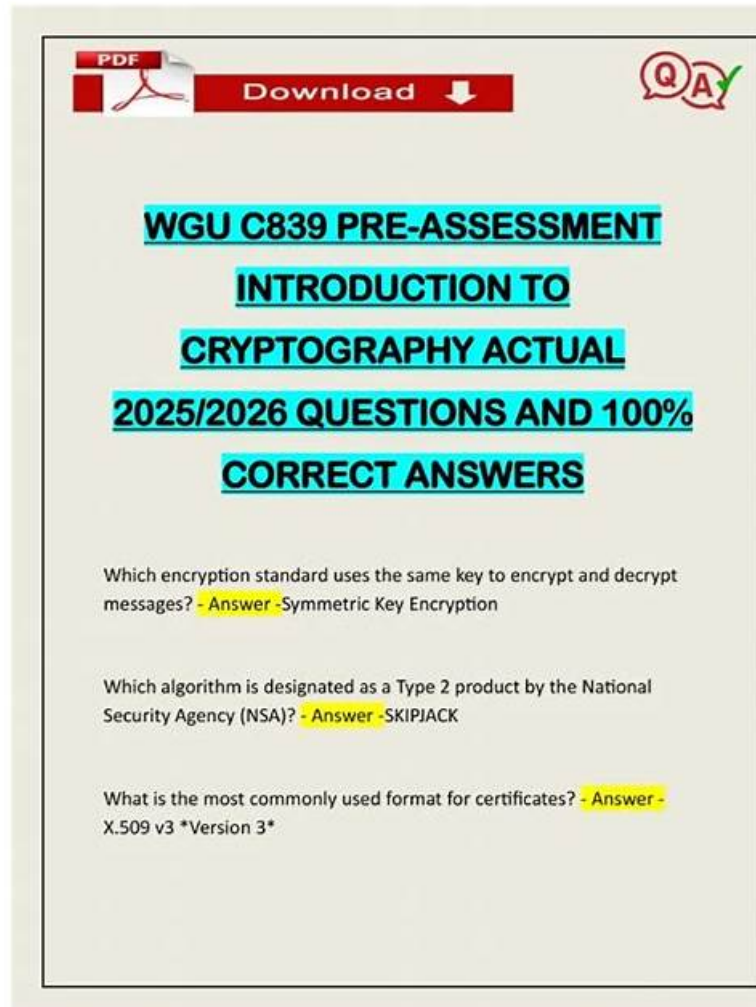 PDF
Download
Q A
WGU C839 PRE-ASSESSMENT
INTRODUCTION TO
CRYPTOGRAPHY ACTUAL
2025/2026 QUESTIONS AND 100%
CORRECT ANSWERS
Which encryption standard uses the same key to encrypt and decrypt
messages? - Answer -Symmetric Key Encryption
Which algorithm is designated as a Type 2 product by the National
Security Agency (NSA)? - Answer -SKIPJACK
What is the most commonly used format for certificates? - Answer -
X.509 v3 *Version 3*